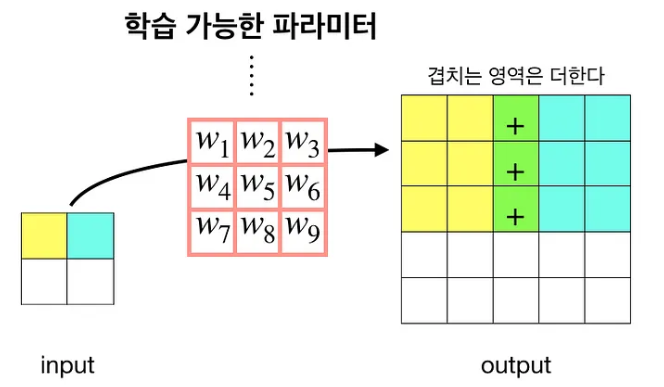 학습 가능한 파라미터
겹치는 영역은 더한다
w1 w2 w3
w4 w5 w6
w7 w8 w9
+
+
+
input
output